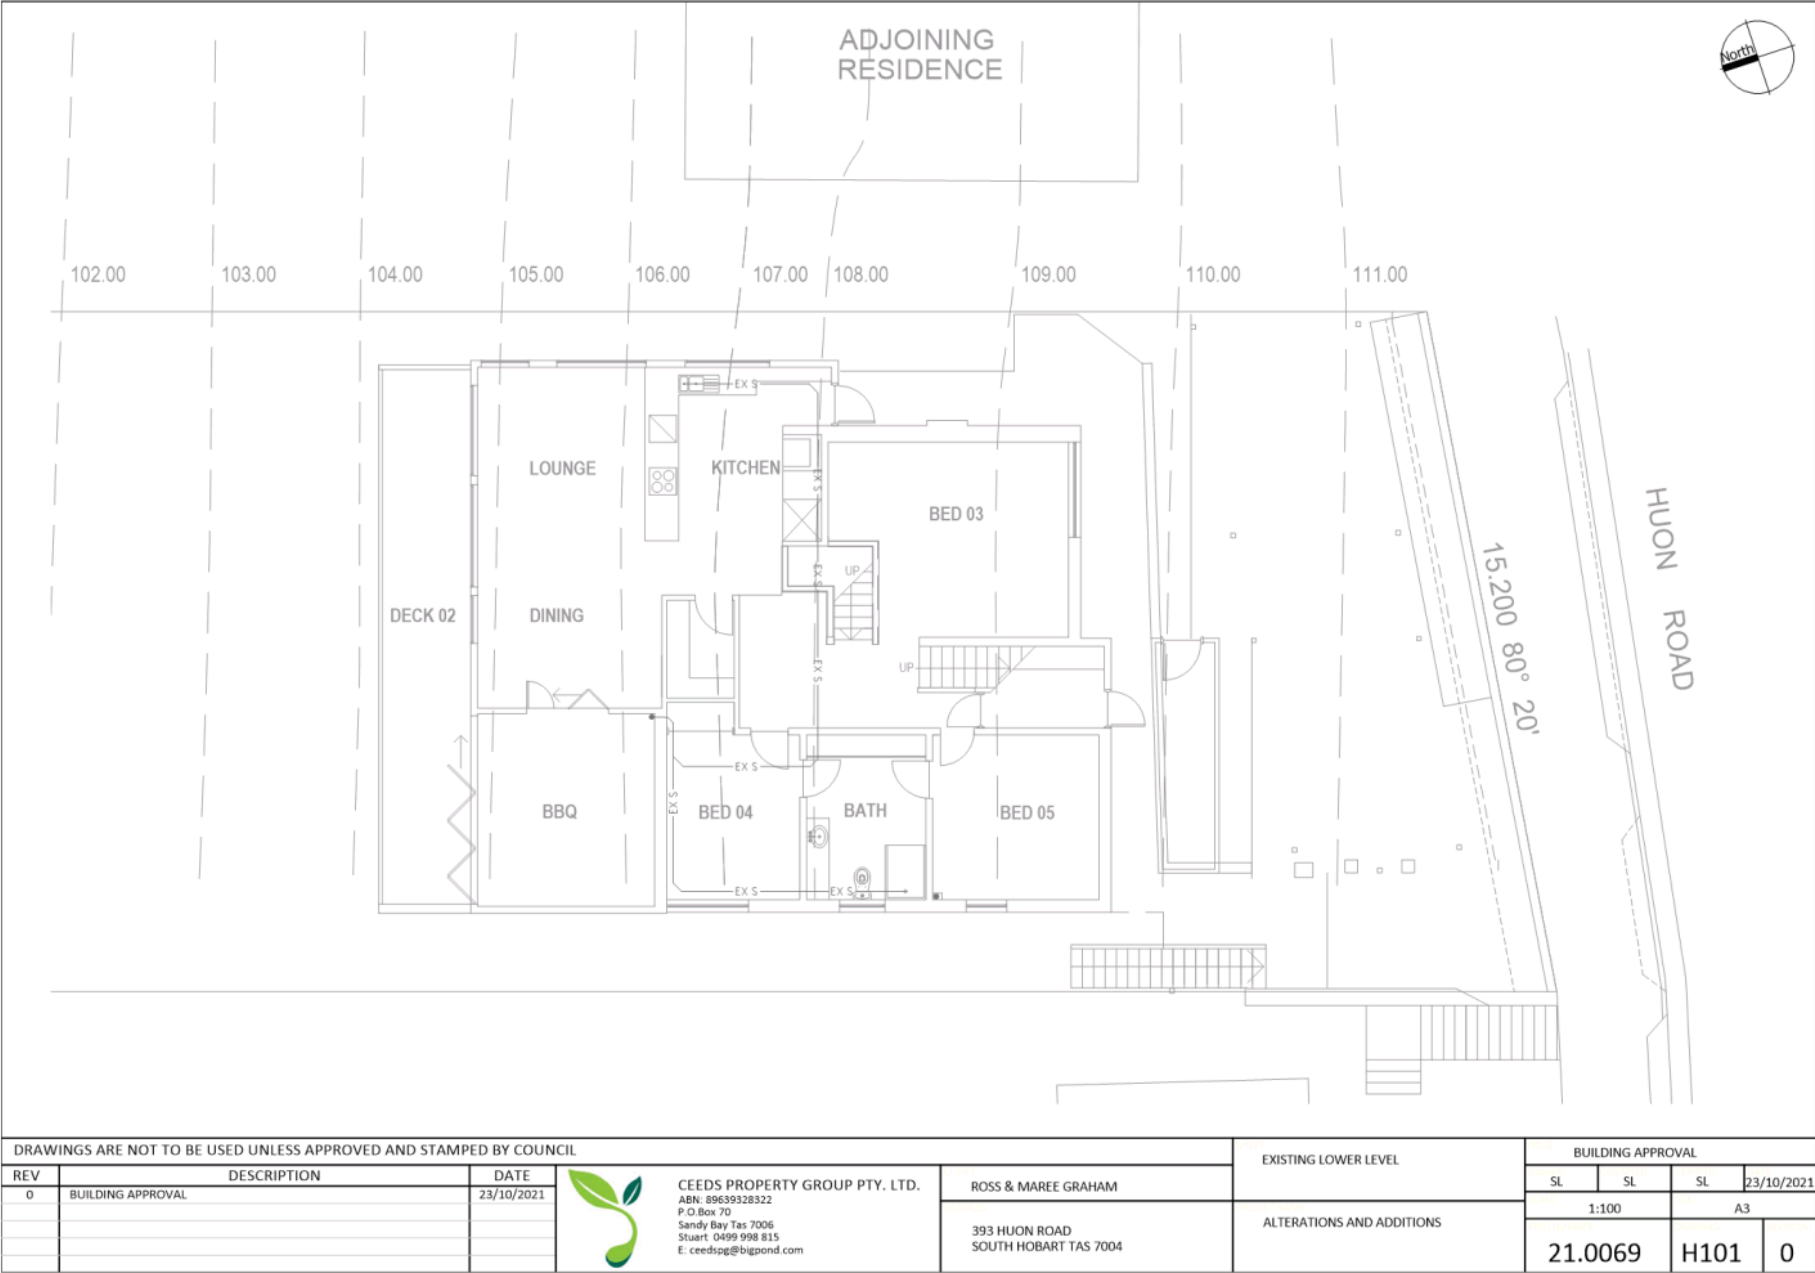 ADJOINING
RESIDENCE
North
102.00
103.00
104.00
105.00
106.00
107.00
108.00
109.00
110.00
111.00
EX S
LOUNGE
KITCHEN
EX S
BED 03
HUON ROAD
15.200 80° 20'
EX S
UP
DECK 02
DINING
EX S
UP
EX S
EX S
BBQ
BED 04
BATH
BED 05
EX S
EX S
DRAWINGS ARE NOT TO BE USED UNLESS APPROVED AND STAMPED BY COUNCIL
REV DESCRIPTION DATE
0 BUILDING APPROVAL 23/10/2021
CEEDS PROPERTY GROUP PTY. LTD.
ABN: 89639328322
P.O.Box 70
Sandy Bay Tas 7006
Stuart 0499 998 815
E: ceedspg@bigpond.com
ROSS & MAREE GRAHAM
393 HUON ROAD
SOUTH HOBART TAS 7004
EXISTING LOWER LEVEL
ALTERATIONS AND ADDITIONS
BUILDING APPROVAL
SL SL SL 23/10/2021
1:100 A3
21.0069 H101 0